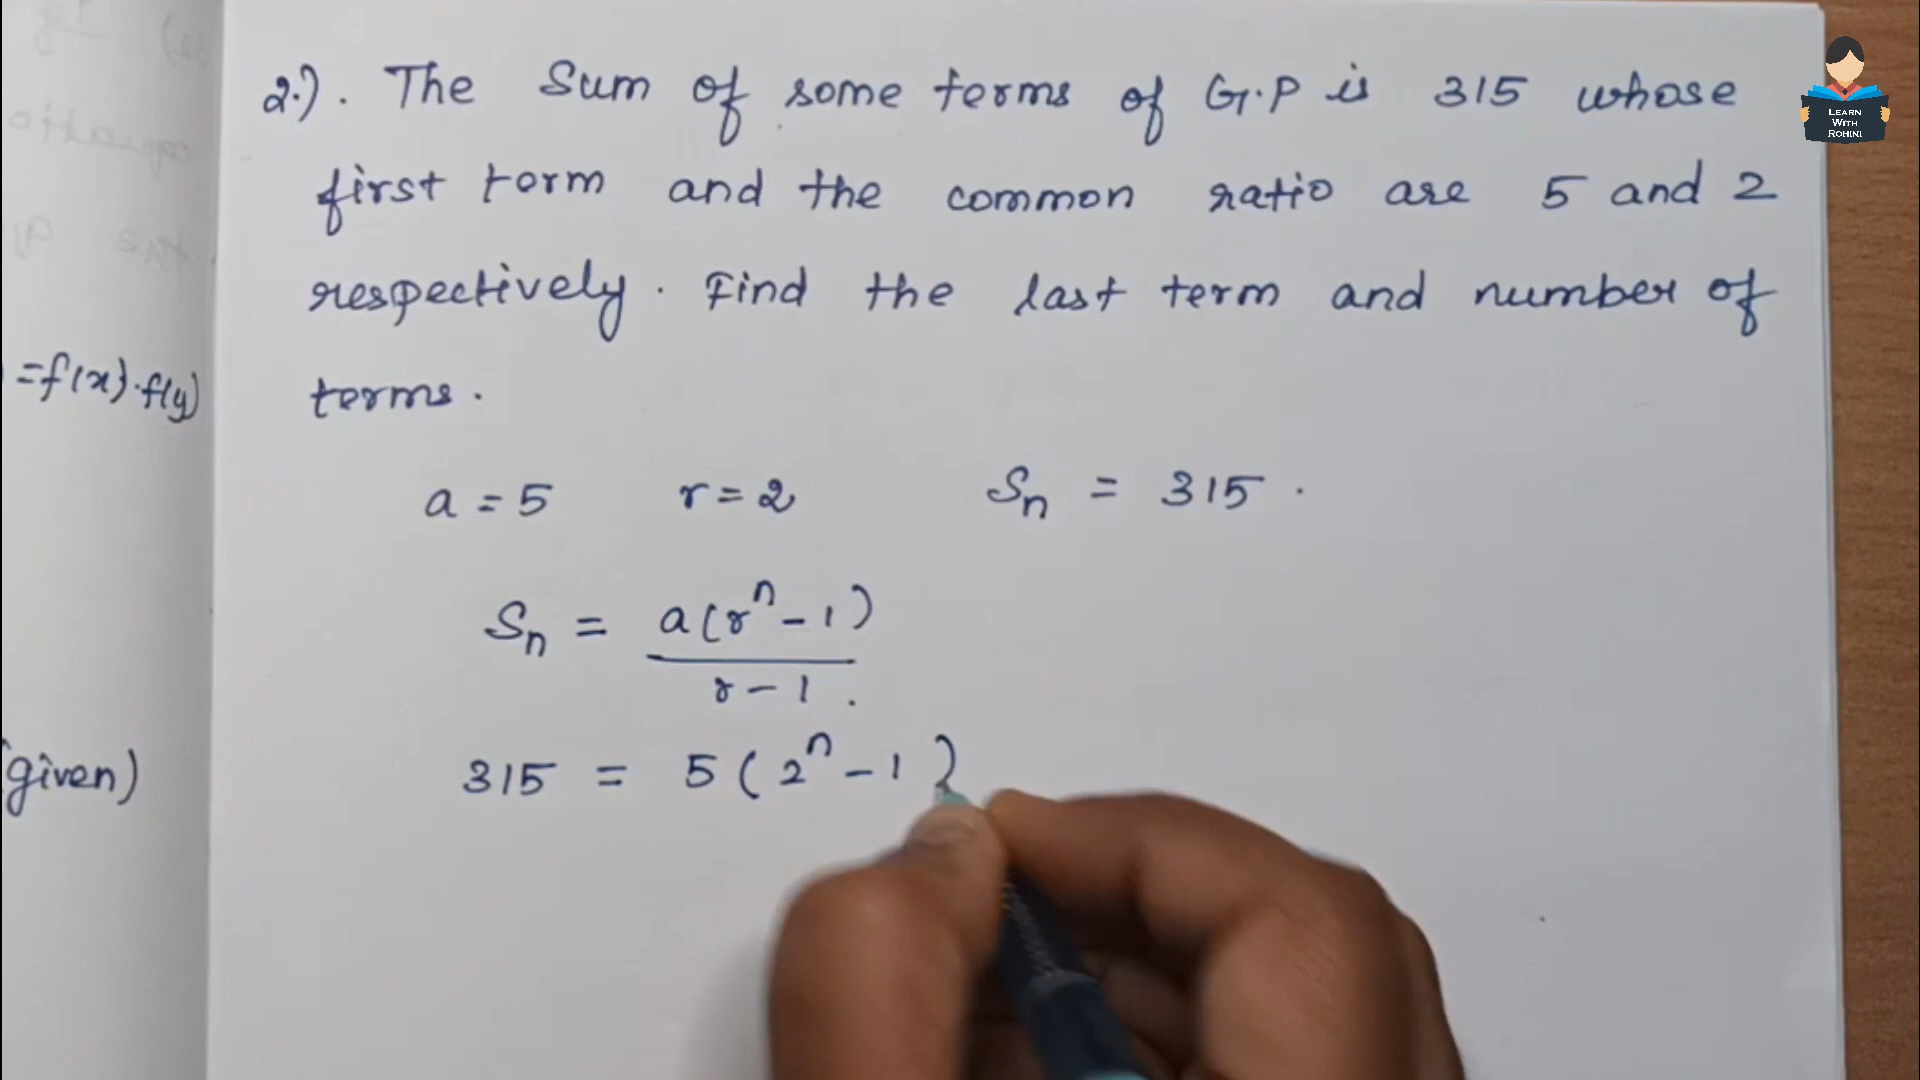 2.). The Sum of some terms of G.P is 315 whose
first term and the common ratio are 5 and 2
respectively. Find the last term and number of
terms.
a = 5 r = 2 Sn = 315.
Sn = a(r^n - 1)
r - 1.
315 = 5 ( 2^n - 1 )
= f(x).f(y)
(given)
LEARN
WITH
ROHINI